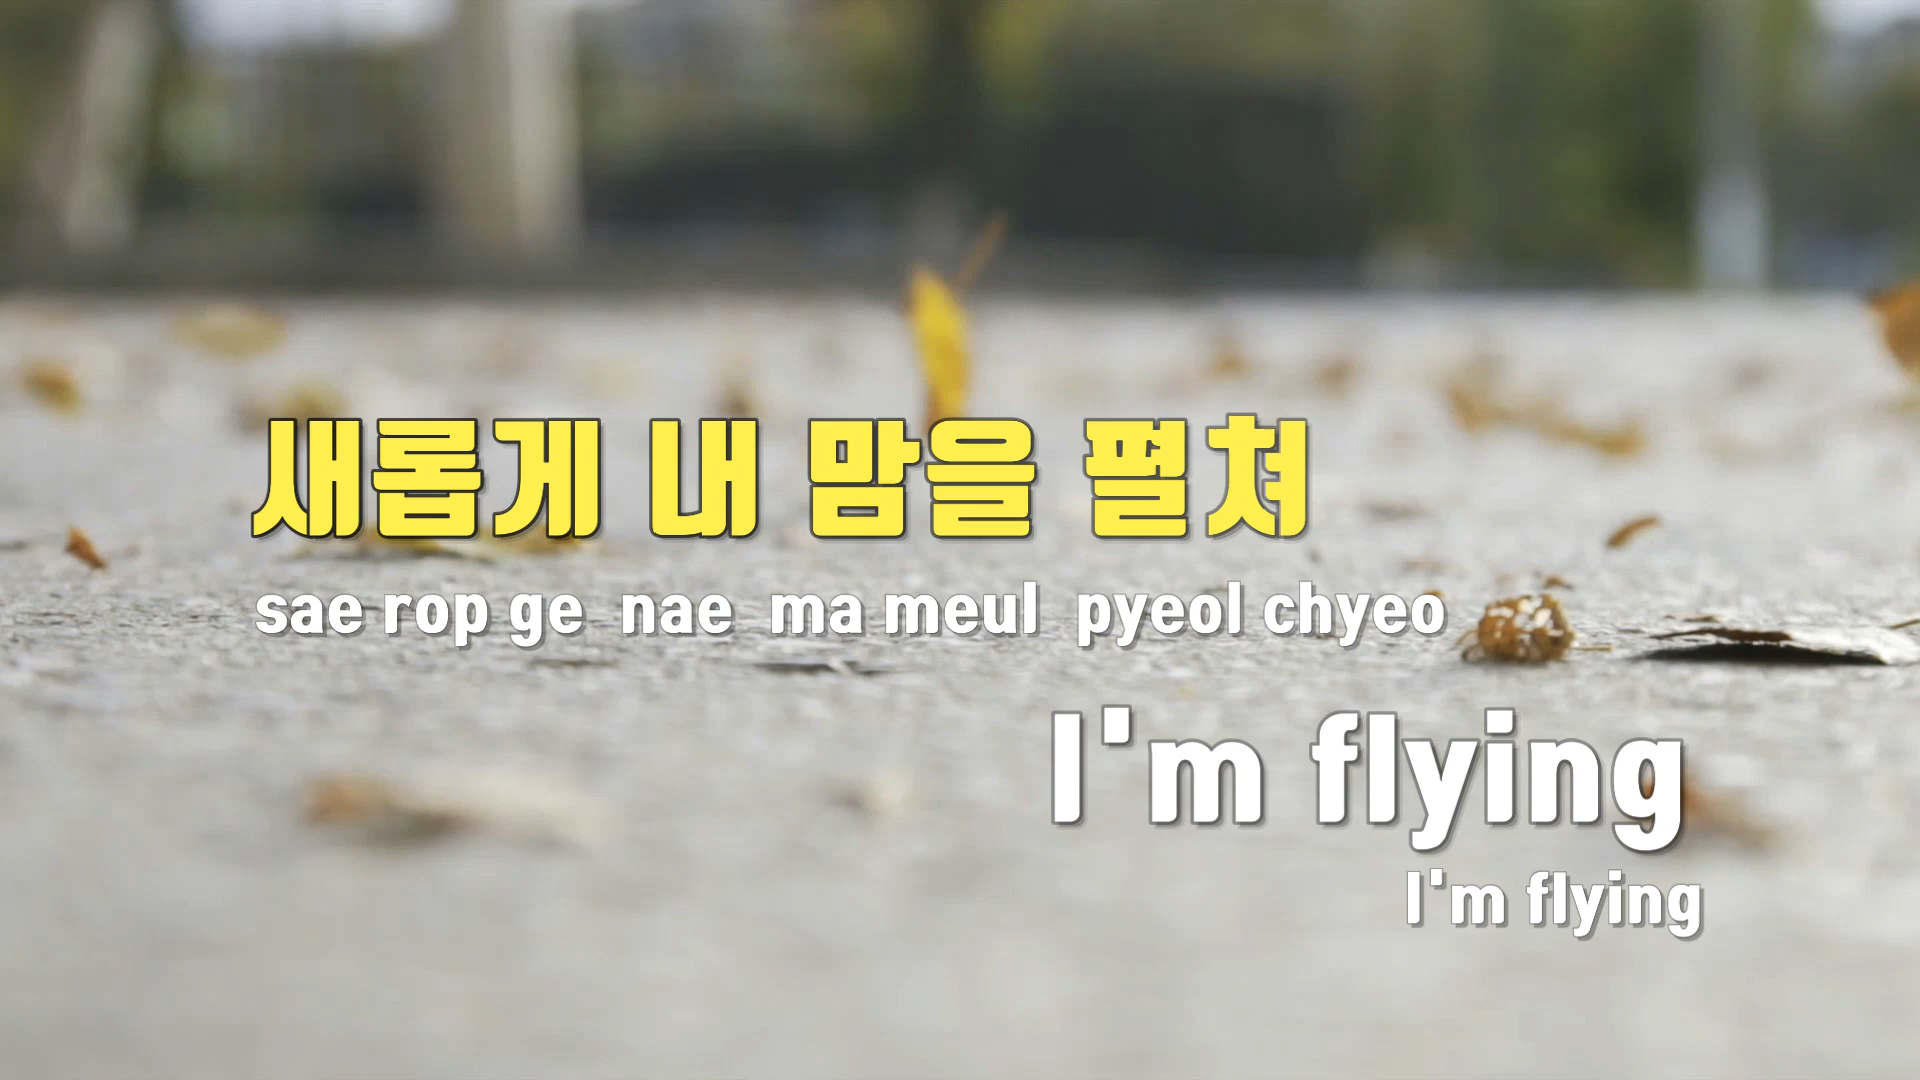 새롭게 내 맘을 펼쳐
sae rop ge nae ma meul pyeol chyeo
I'm flying
I'm flying